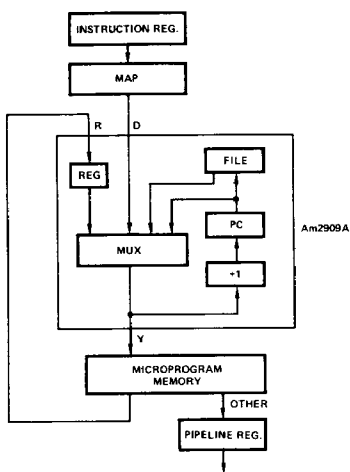 INSTRUCTION REG.
MAP
R
D
REG
FILE
PC
Am2909A
MUX
+1
Y
MICROPROGRAM
MEMORY
OTHER
PIPELINE REG.